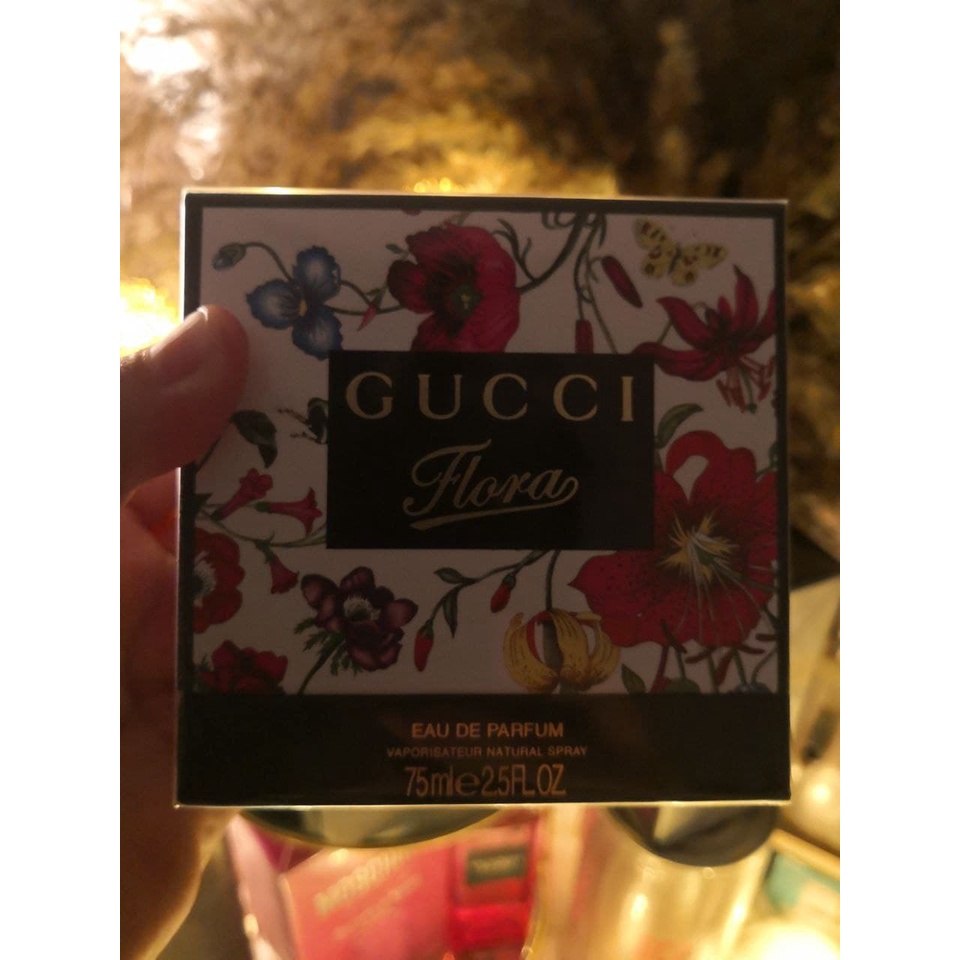 GUCCI
Flora
EAU DE PARFUM
VAPORISATEUR NATURAL SPRAY
75ml e 2.5FL.OZ